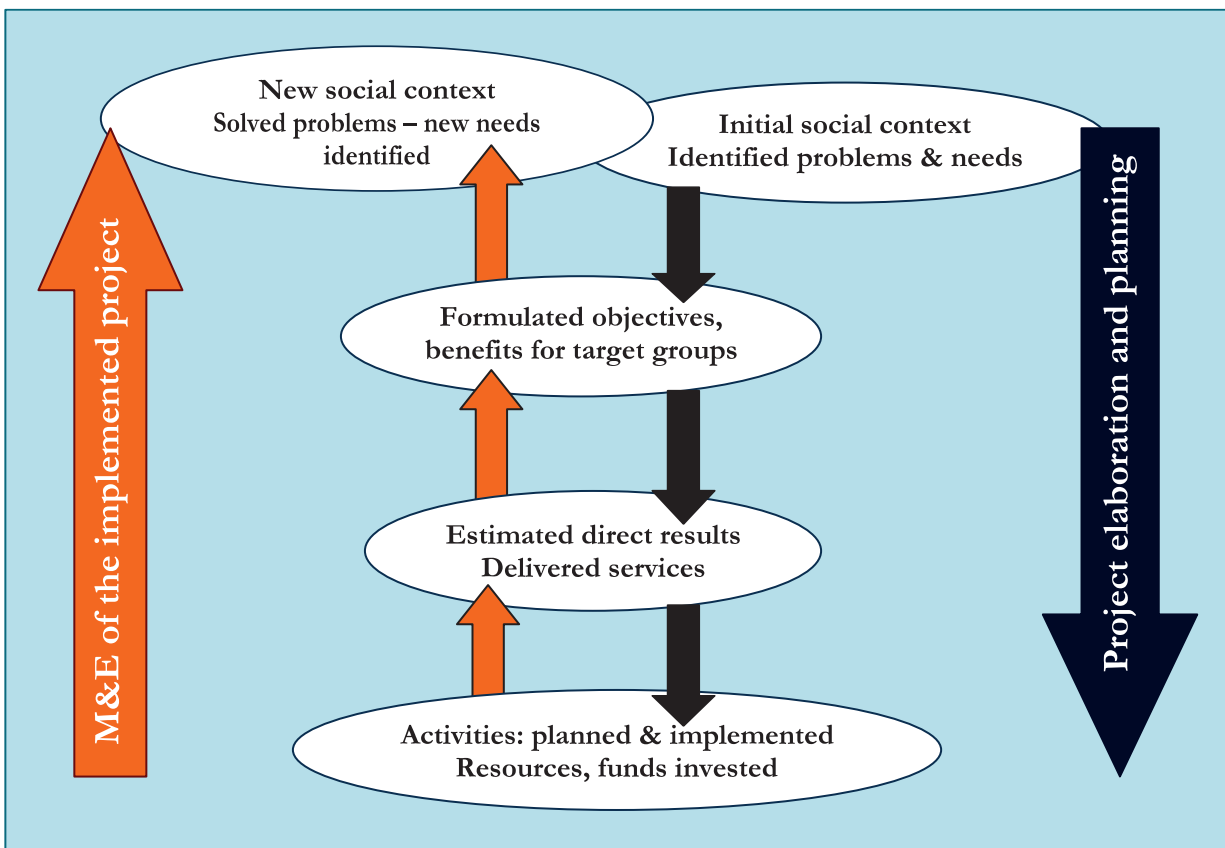 New social context
Solved problems – new needs
identified
Initial social context
Identified problems & needs
Formulated objectives,
benefits for target groups
Estimated direct results
Delivered services
Activities: planned & implemented
Resources, funds invested
M&E of the implemented project
Project elaboration and planning